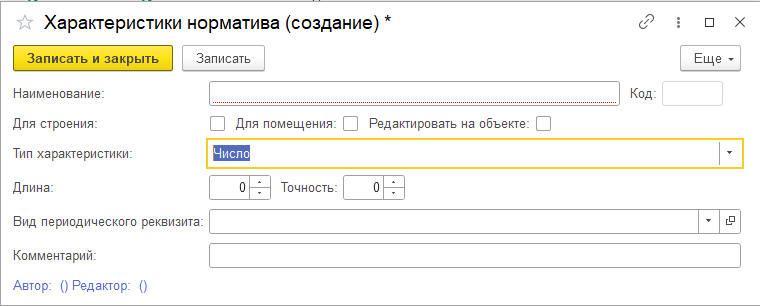 Характеристики норматива (создание) *
Записать и закрыть Записать Еще
Наименование: Код:
Для строения: Для помещения: Редактировать на объекте:
Тип характеристики: Число
Длина: 0 Точность: 0
Вид периодического реквизита:
Комментарий:
Автор: () Редактор: ()